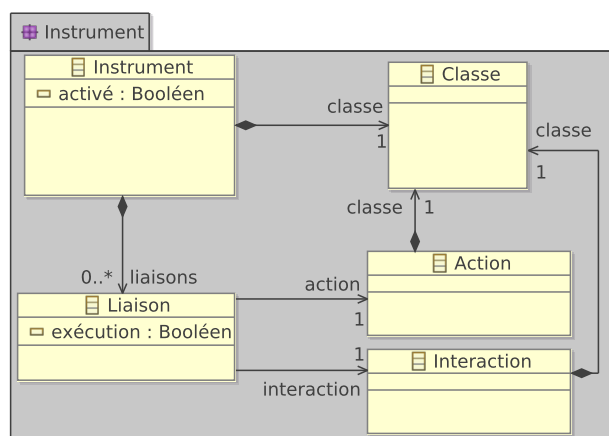 Instrument
Instrument
activé : Booléen
Classe
classe
1
classe
1
classe 1
0..* liaisons
Liaison
exécution : Booléen
action
1
Action
1
interaction
Interaction